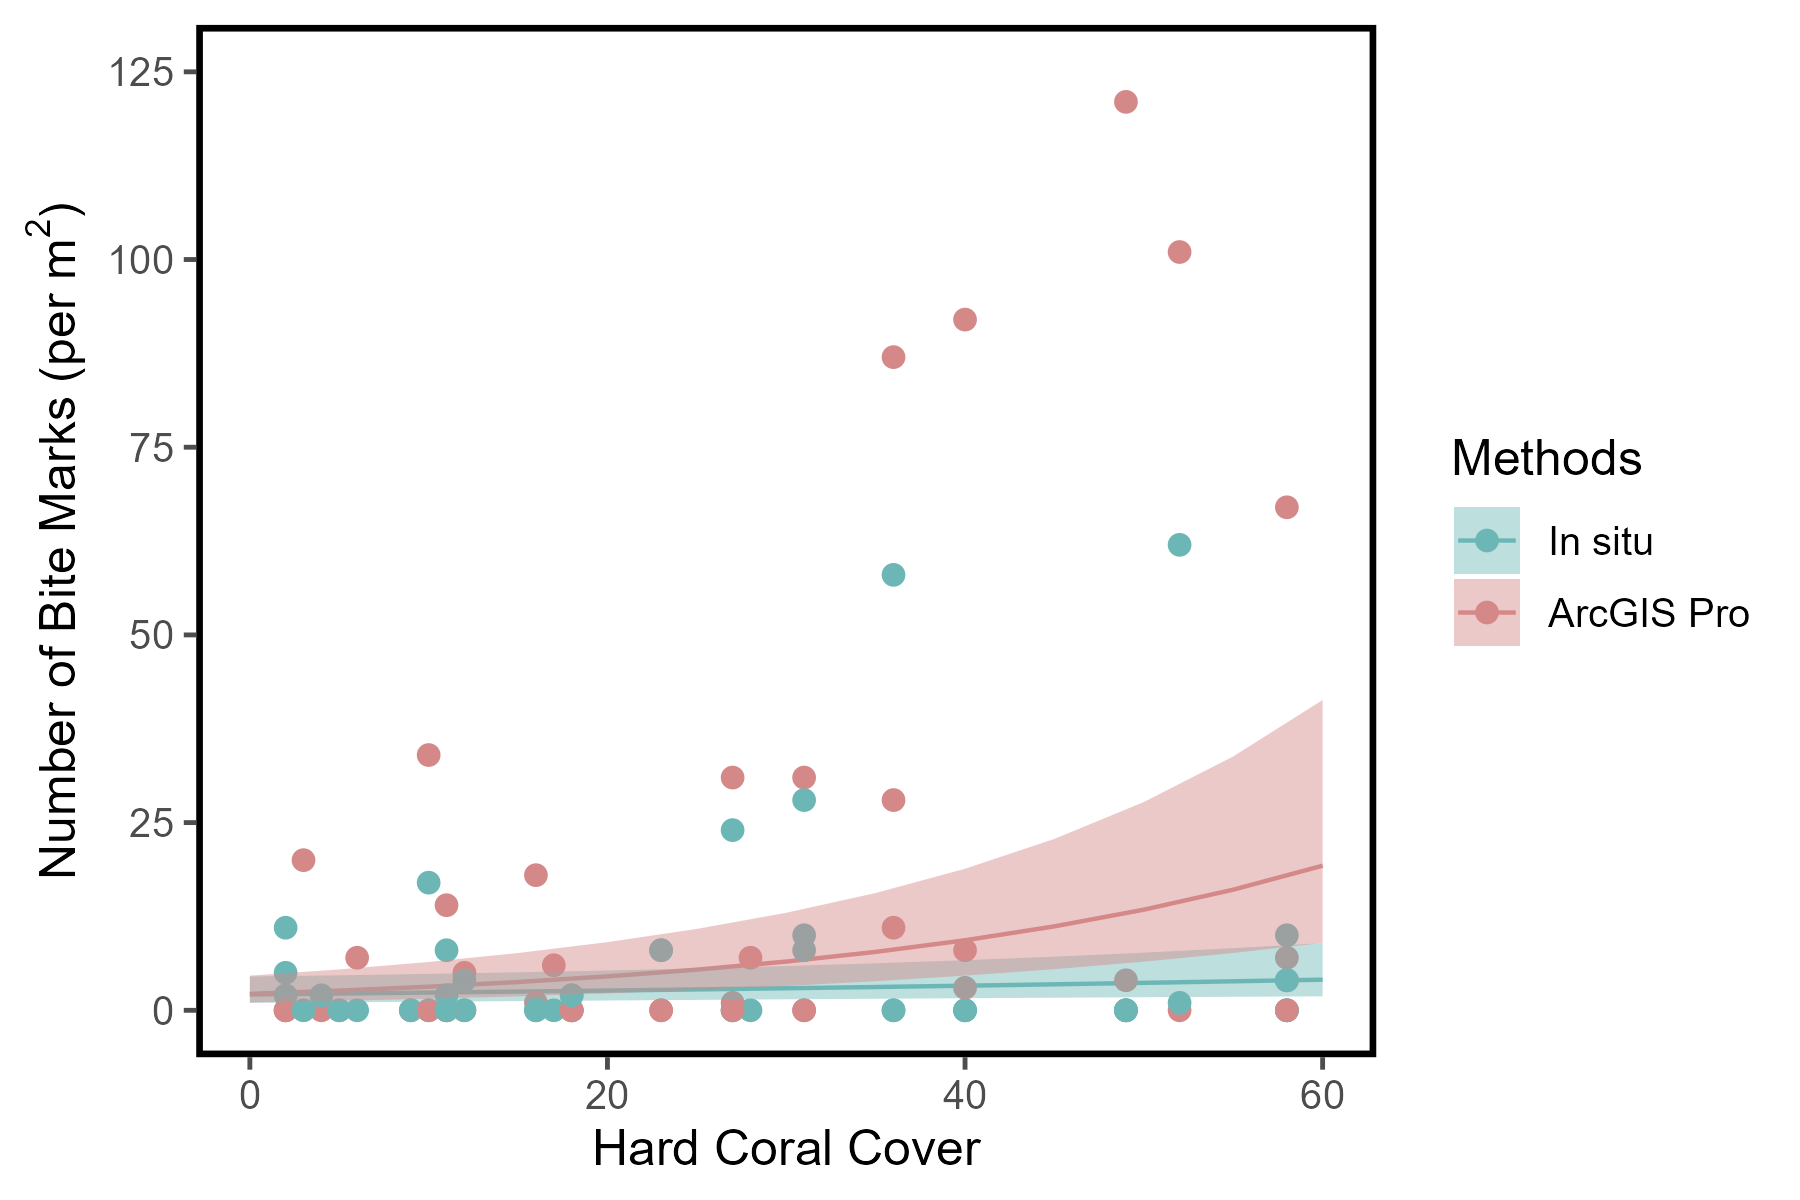 Number of Bite Marks (per m²)
125
100
75
50
25
0
0 20 40 60
Hard Coral Cover
Methods
In situ
ArcGIS Pro